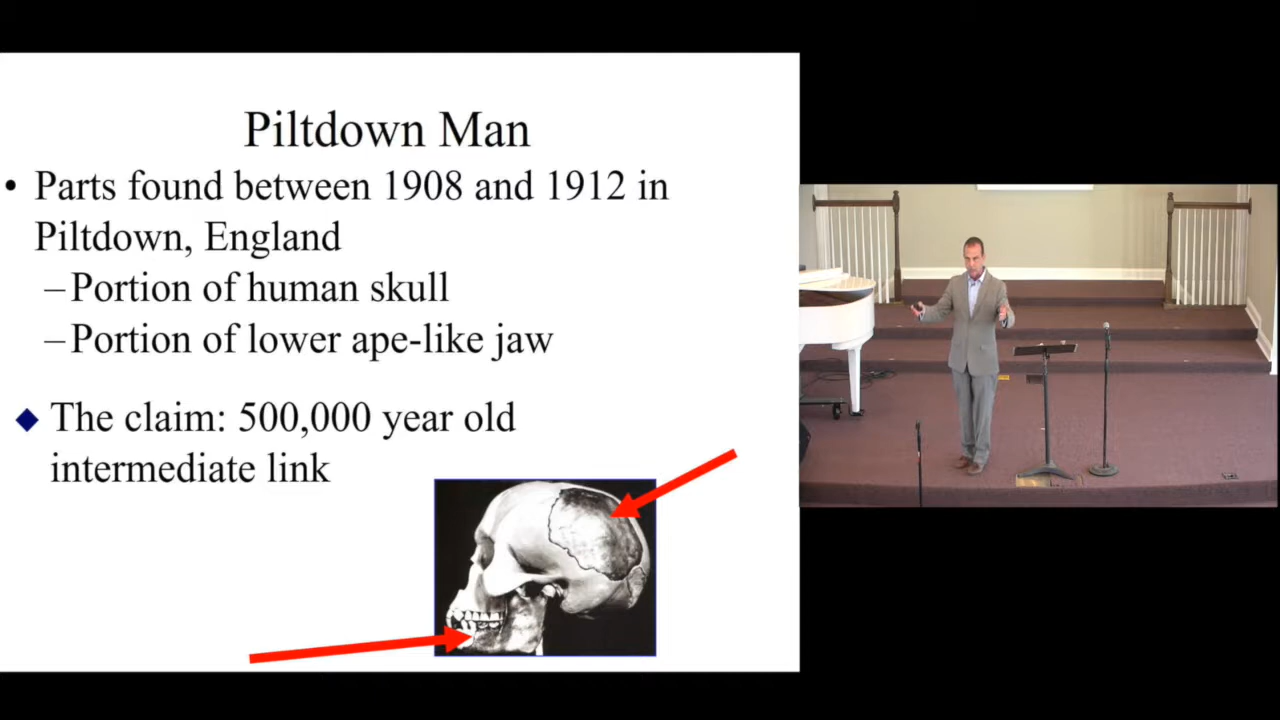 Piltdown Man
• Parts found between 1908 and 1912 in
Piltdown, England
–Portion of human skull
–Portion of lower ape-like jaw
◆ The claim: 500,000 year old
intermediate link